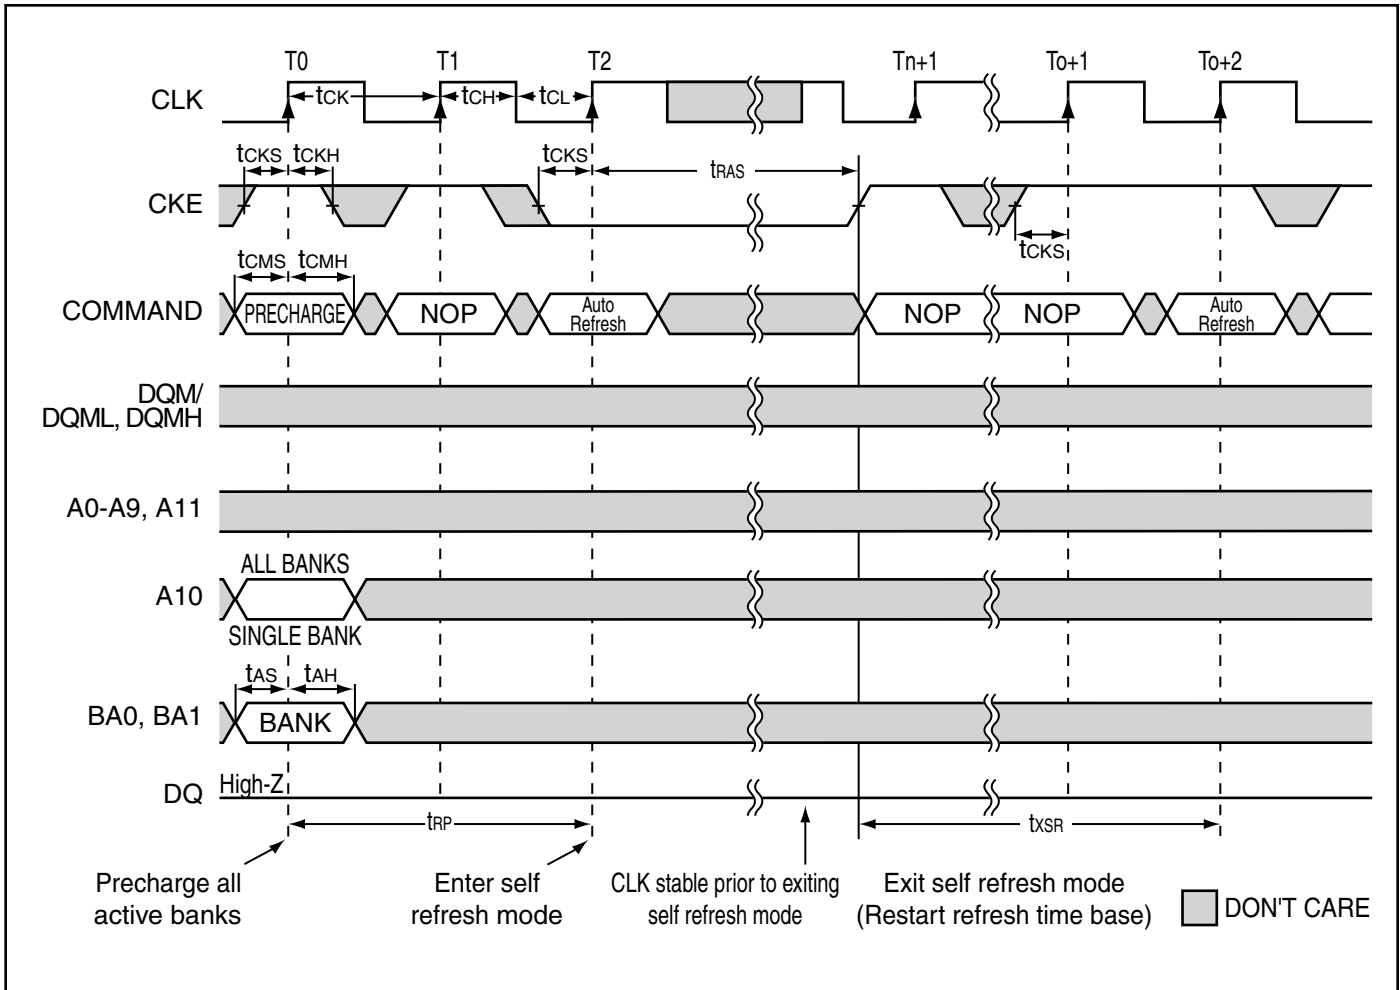 T0 T1 T2 Tn+1 To+1 To+2
CLK tCK tCH tCL
tCKS tCKH tCKS tRAS
CKE
tCKS
tCMS tCMH
COMMAND PRECHARGE NOP Auto Refresh NOP NOP Auto Refresh
DQM/
DQML, DQMH
A0-A9, A11
ALL BANKS
A10
SINGLE BANK
tAS tAH
BA0, BA1 BANK
DQ High-Z
tRP tXSR
Precharge all
active banks
Enter self
refresh mode
CLK stable prior to exiting
self refresh mode
Exit self refresh mode
(Restart refresh time base)
DON'T CARE